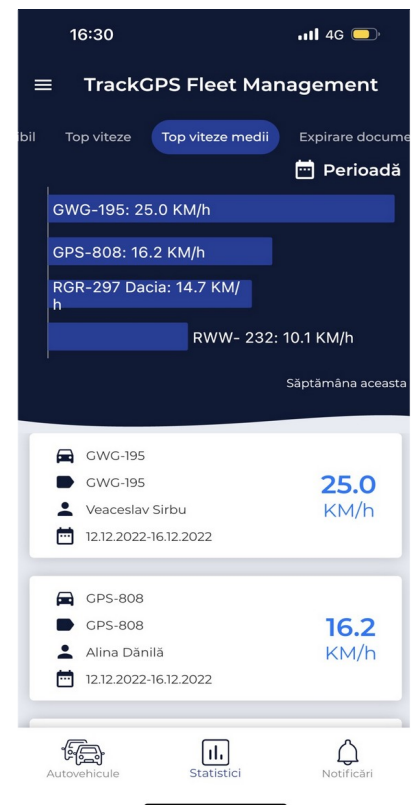 16:30
4G
TrackGPS Fleet Management
ibil
Top viteze
Top viteze medii
Expirare docume
Perioadă
GWG-195: 25.0 KM/h
GPS-808: 16.2 KM/h
RGR-297 Dacia: 14.7 KM/
h
RWW- 232: 10.1 KM/h
Săptămâna aceasta
GWG-195
GWG-195
Veaceslav Sirbu
12.12.2022-16.12.2022
25.0
KM/h
GPS-808
GPS-808
Alina Dănilă
12.12.2022-16.12.2022
16.2
KM/h
Autovehicule
Statistici
Notificări